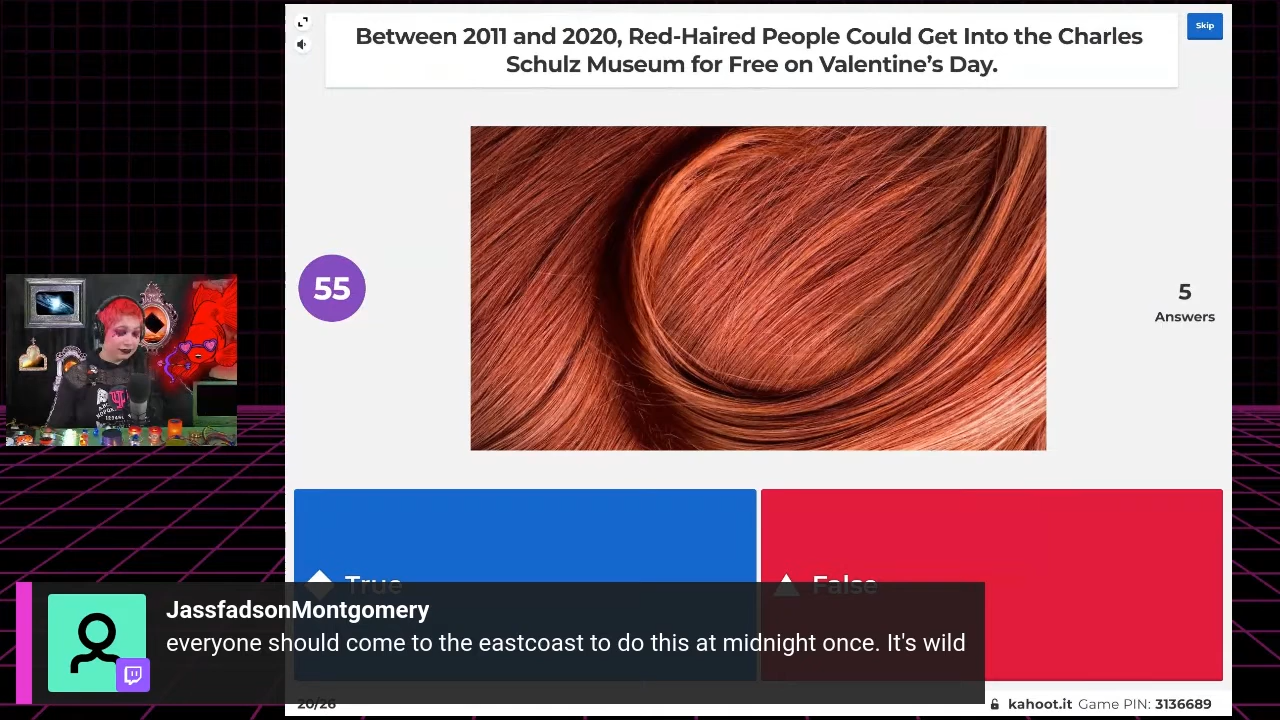 Between 2011 and 2020, Red-Haired People Could Get Into the Charles
Schulz Museum for Free on Valentine's Day.
Skip
55
5
Answers
True
False
JassfadsonMontgomery
everyone should come to the eastcoast to do this at midnight once. It's wild
20/26
kahoot.it Game PIN: 3136689